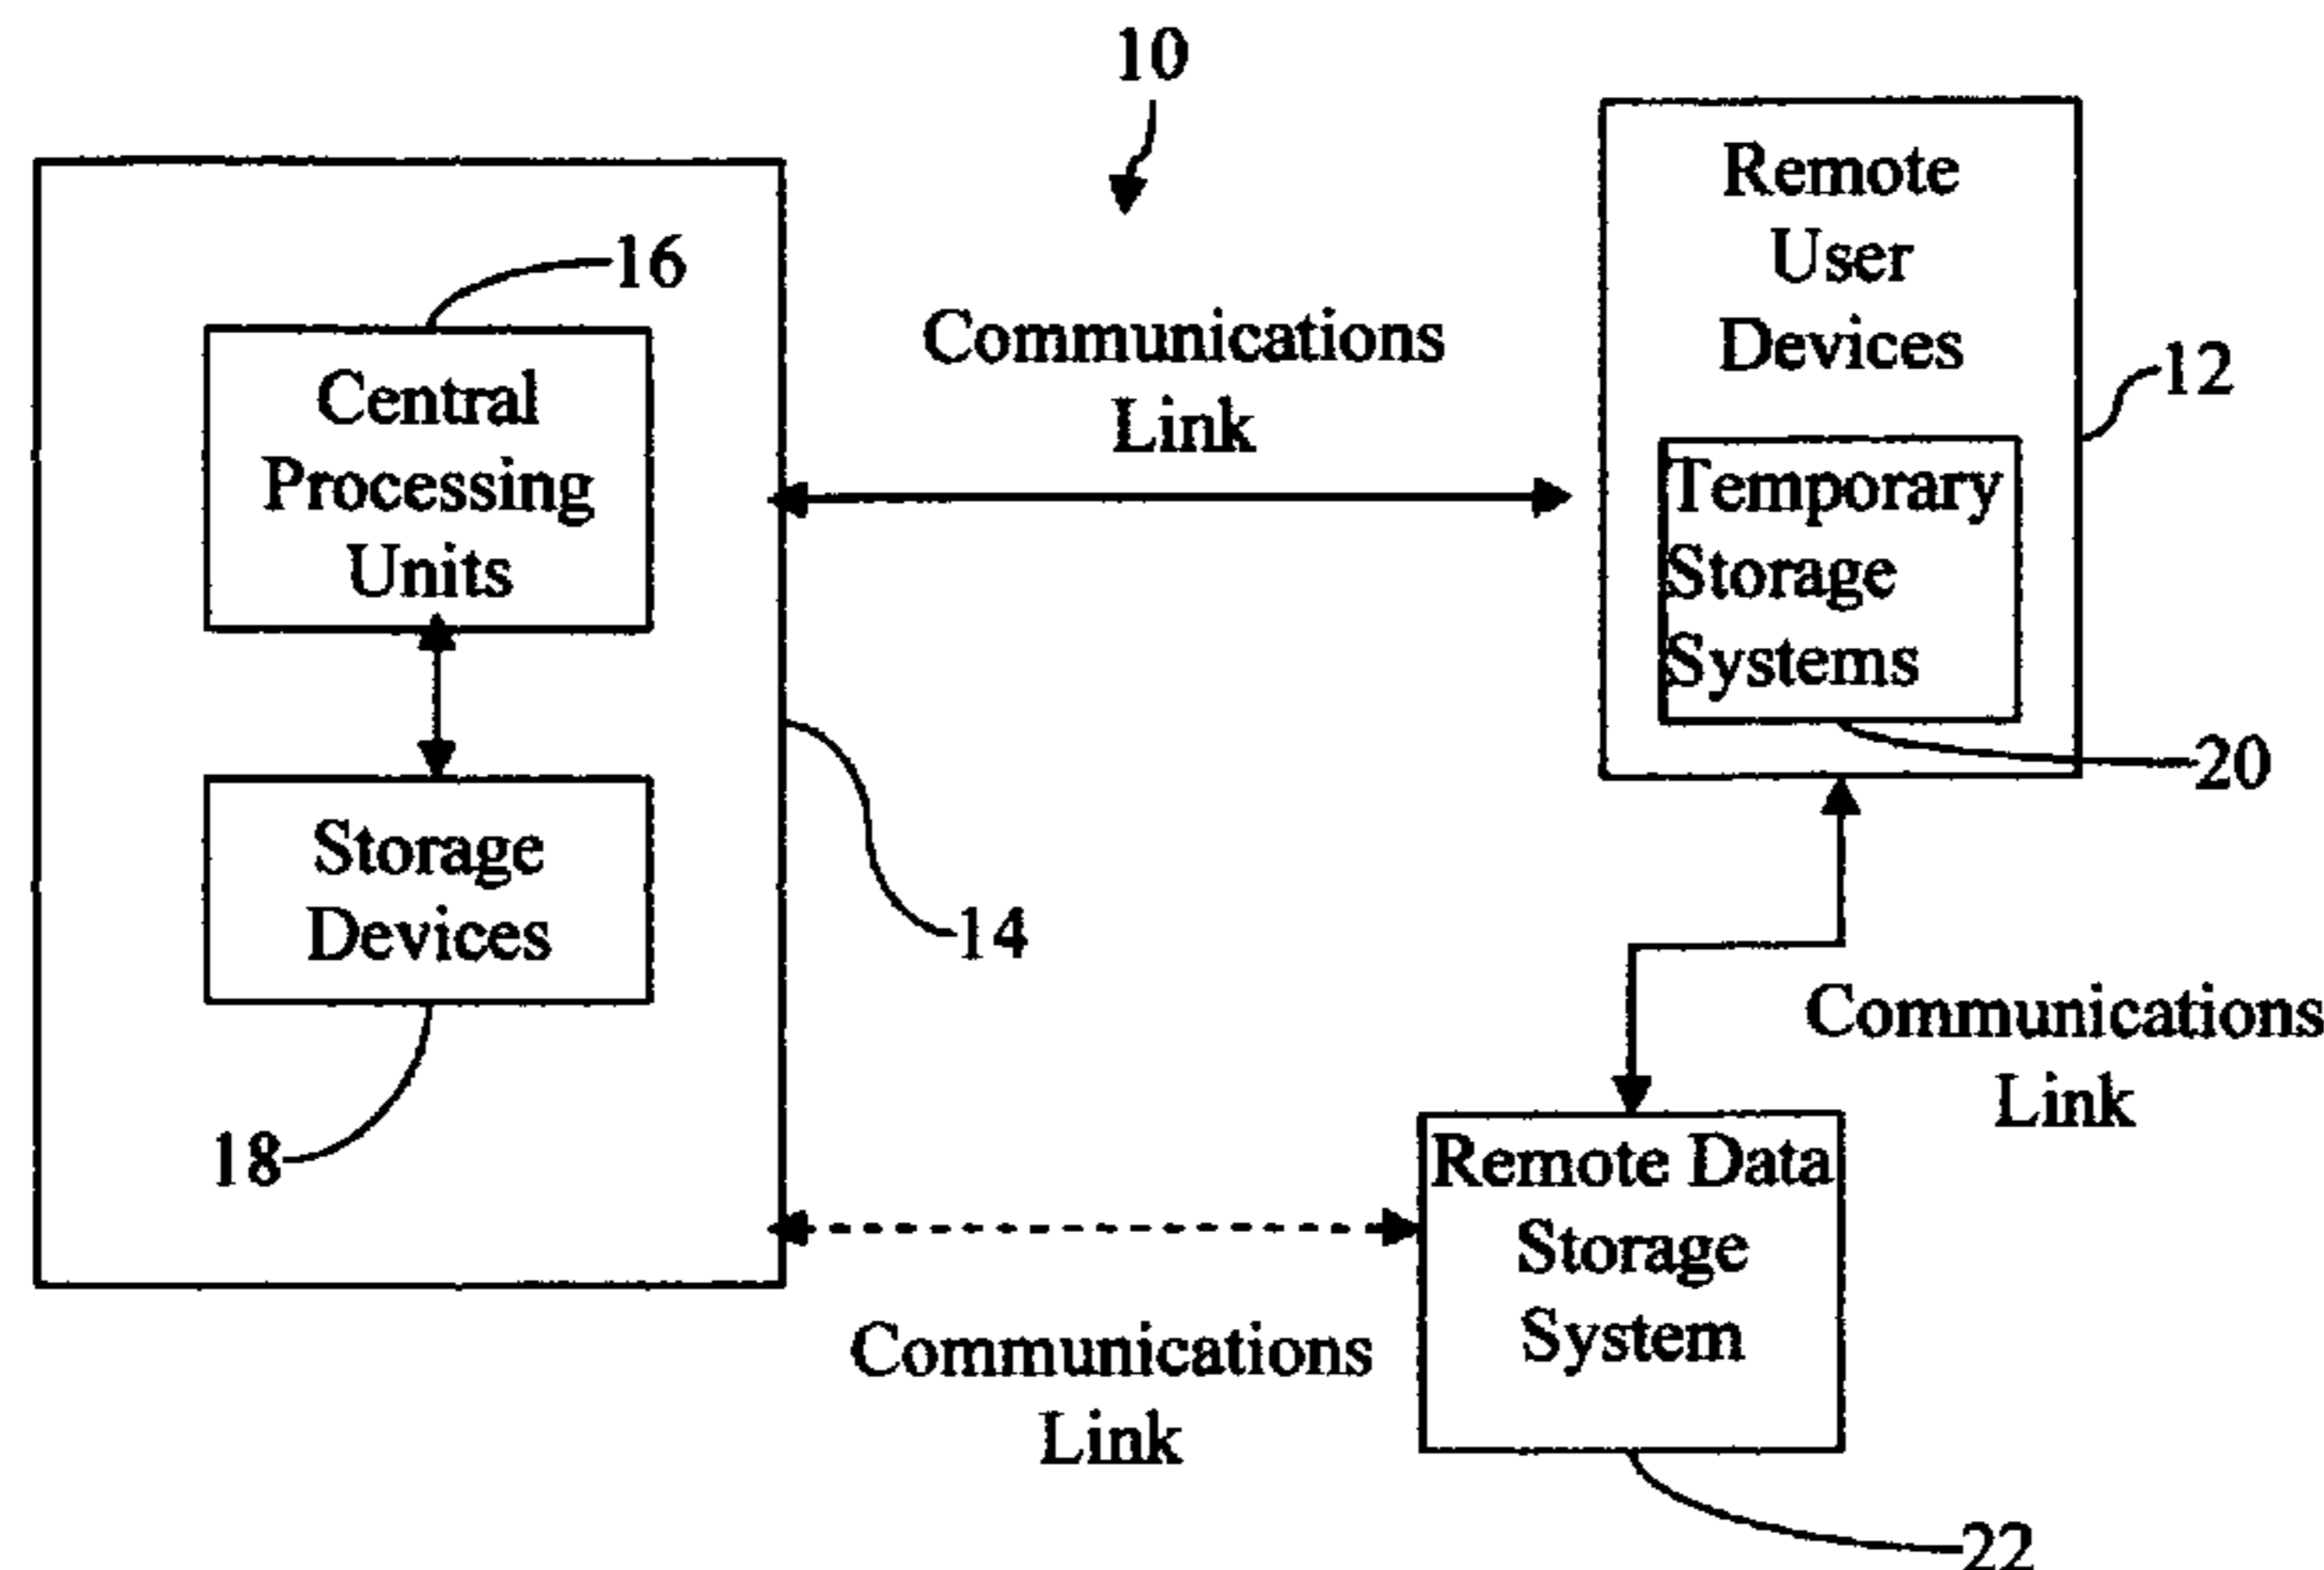 10
16
Central
Processing
Units
Storage
Devices
18
14
Communications
Link
Remote
User
Devices
12
Temporary
Storage
Systems
20
Communications
Link
Remote Data
Storage
System
22
Communications
Link